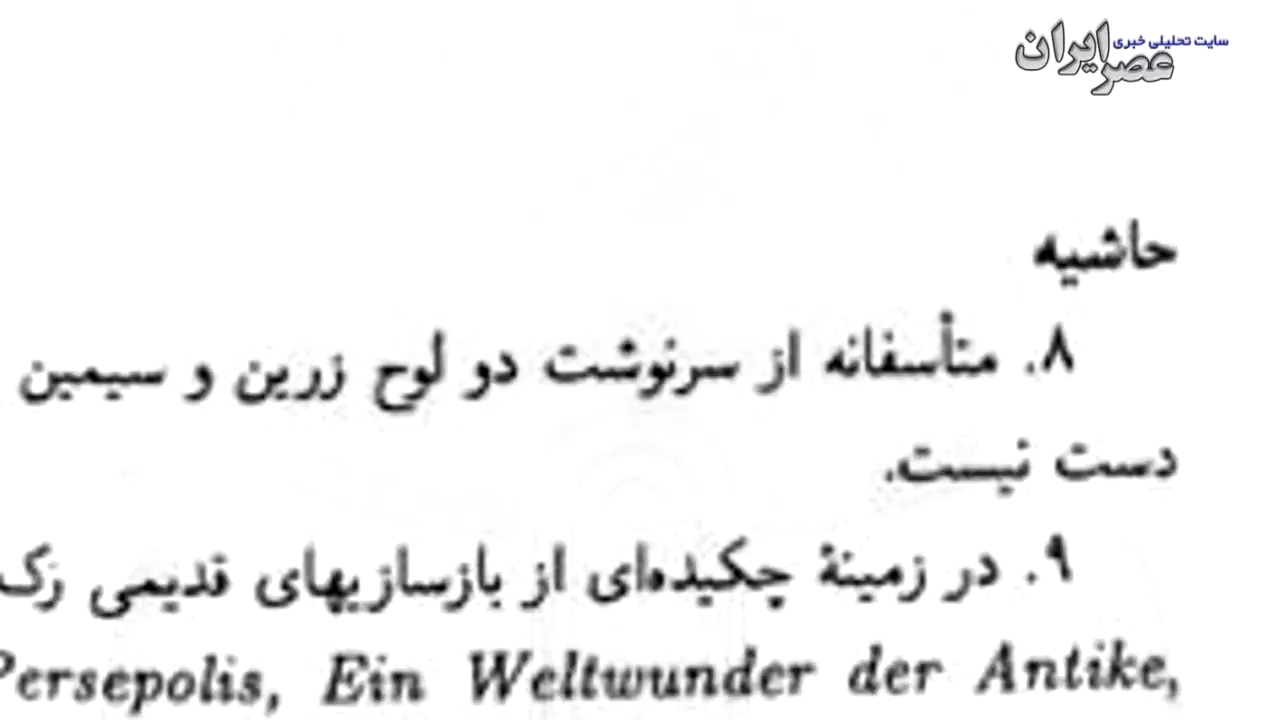 سایت تحلیلی خبری
عصر ایران
حاشیه
۸. متأسفانه از سرنوشت دو لوح زرین و سیمین
دست نیست.
۹. در زمینهٔ چکیده‌ای از بازسازیهای قدیمی رک
Persepolis, Ein Weltwunder der Antike,